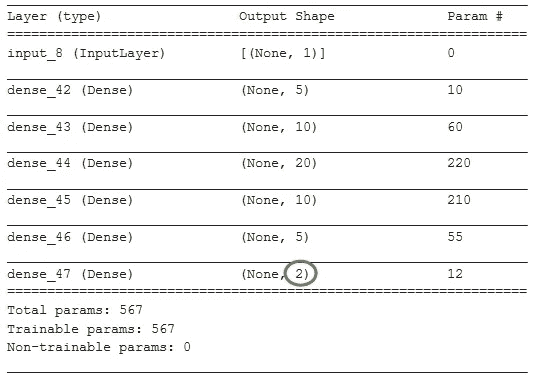 Layer (type) Output Shape Param #
=================================================================
input_8 (InputLayer) [(None, 1)] 0
dense_42 (Dense) (None, 5) 10
dense_43 (Dense) (None, 10) 60
dense_44 (Dense) (None, 20) 220
dense_45 (Dense) (None, 10) 210
dense_46 (Dense) (None, 5) 55
dense_47 (Dense) (None, 2) 12
=================================================================
Total params: 567
Trainable params: 567
Non-trainable params: 0